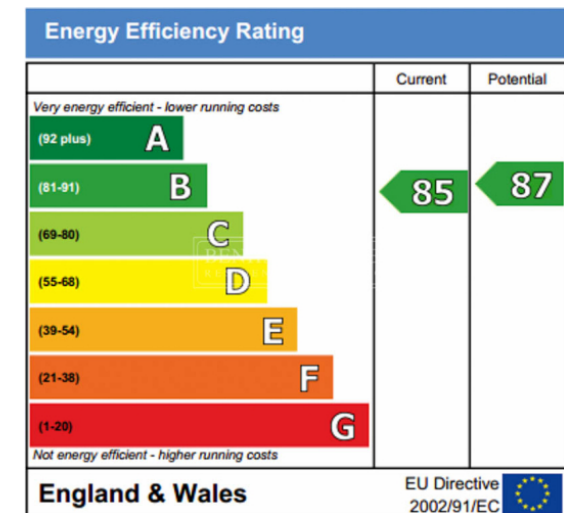 Energy Efficiency Rating
Current Potential
Very energy efficient - lower running costs
(92 plus) A
(81-91) B 85 87
(69-80) C
(55-68) D
(39-54) E
(21-38) F
(1-20) G
Not energy efficient - higher running costs
England & Wales
EU Directive
2002/91/EC